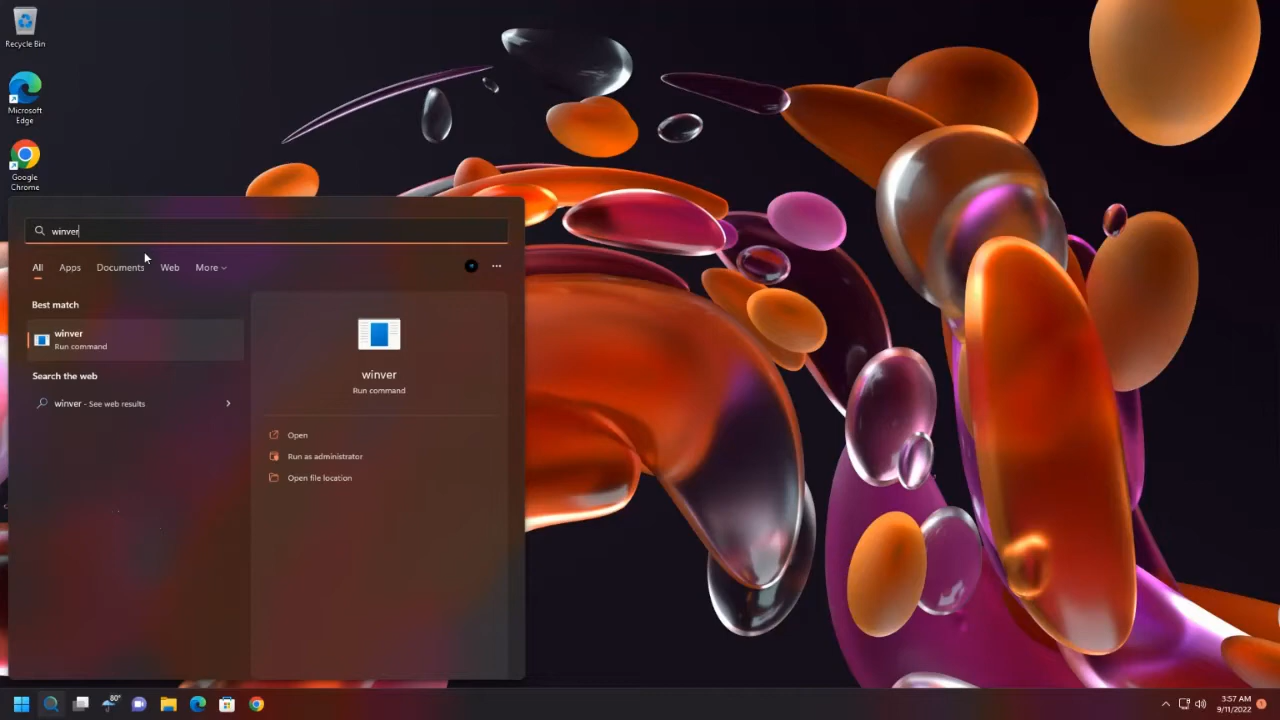 Recycle Bin
Microsoft
Edge
Google
Chrome
winver
All Apps Documents Web More
Best match
winver
Run command
Search the web
winver - See web results
winver
Run command
Open
Run as administrator
Open file location
80°
3:57 AM
9/11/2022
1